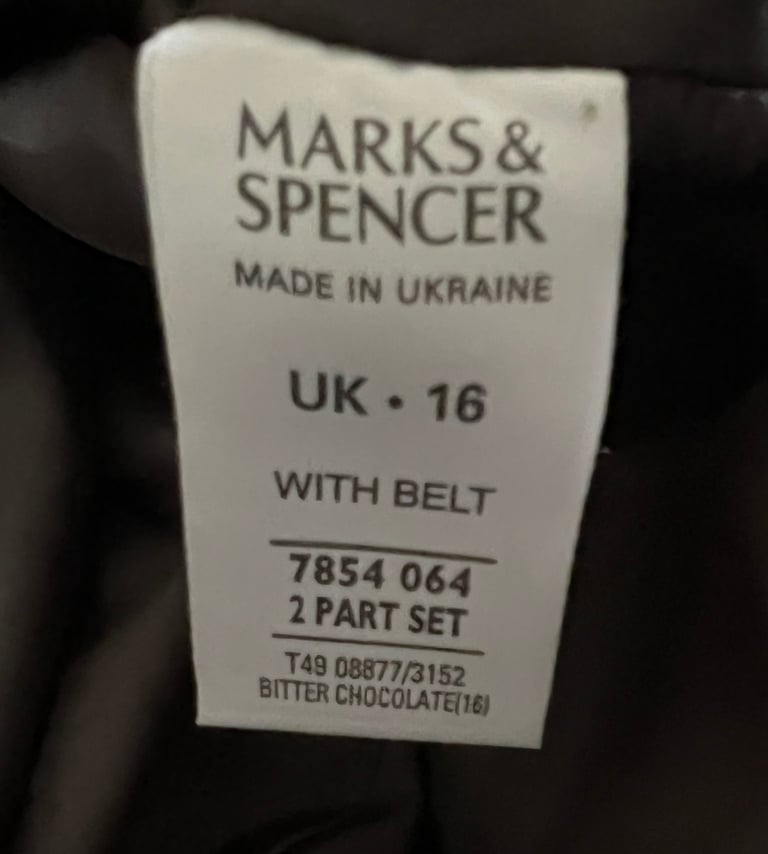 MARKS &
SPENCER
MADE IN UKRAINE
UK • 16
WITH BELT
7854 064
2 PART SET
T49 08877/3152
BITTER CHOCOLATE(16)